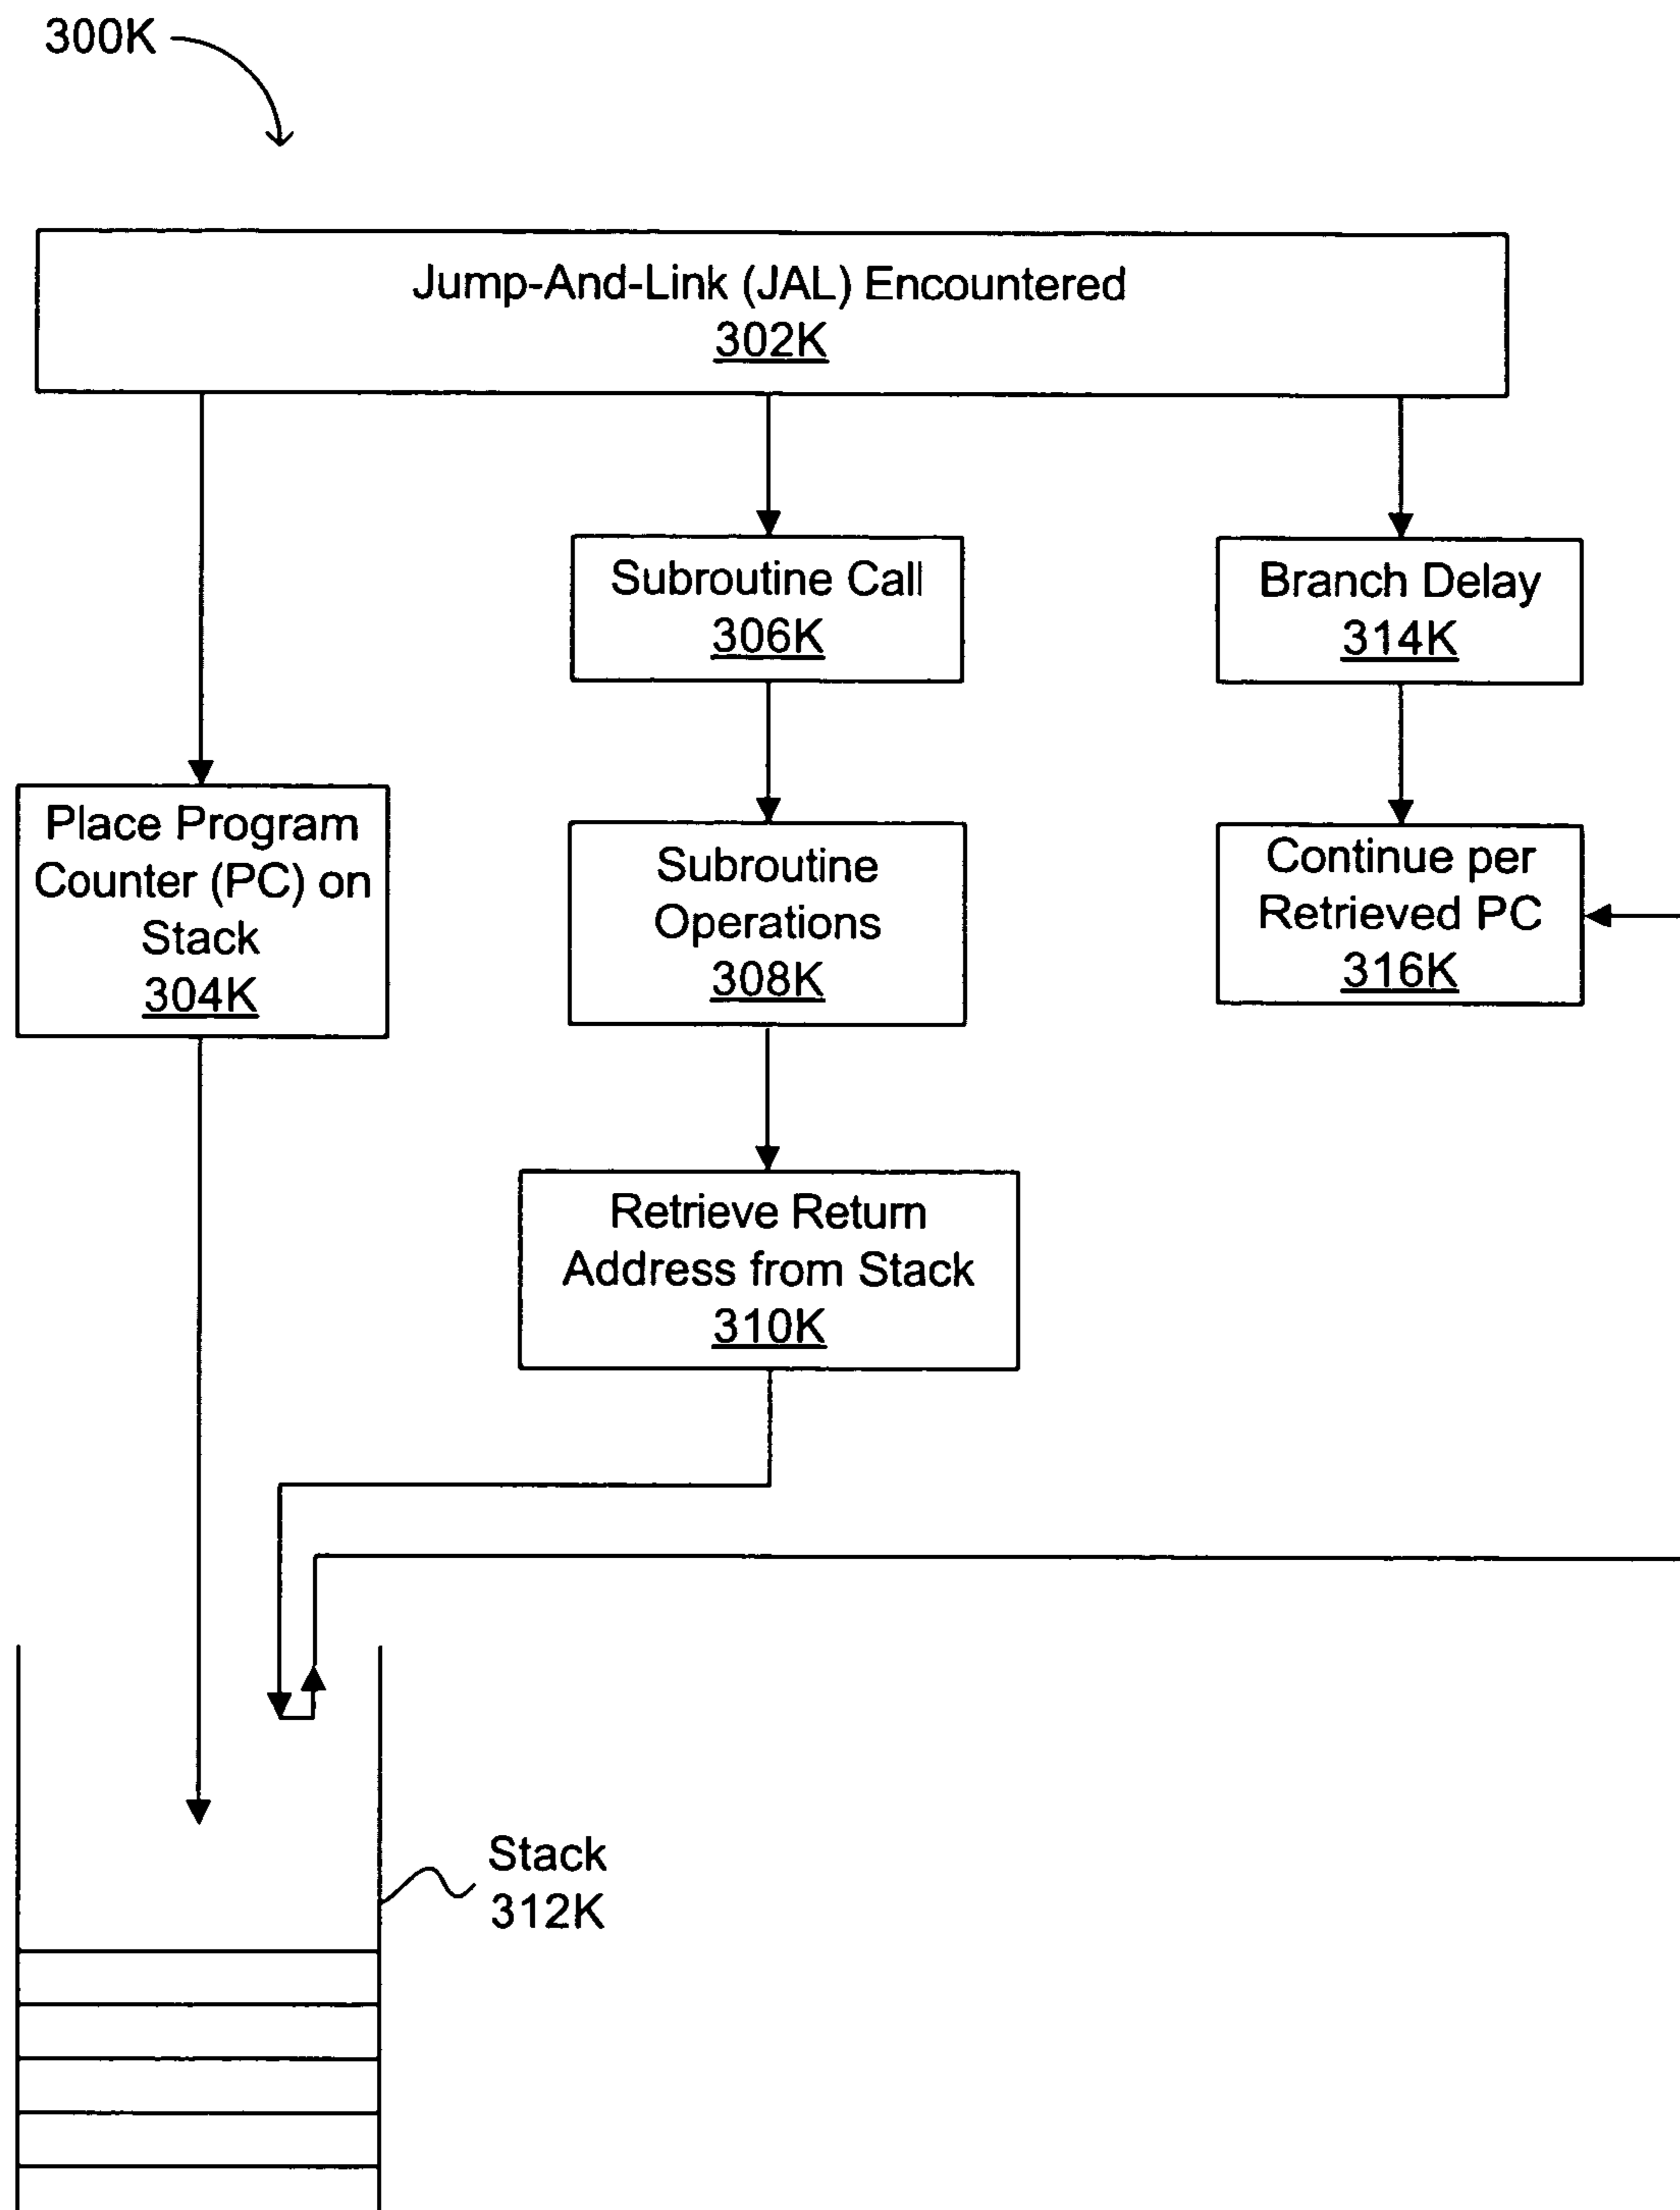 300K
Jump-And-Link (JAL) Encountered
302K
Subroutine Call
306K
Branch Delay
314K
Place Program
Counter (PC) on
Stack
304K
Subroutine
Operations
308K
Continue per
Retrieved PC
316K
Retrieve Return
Address from Stack
310K
Stack
312K